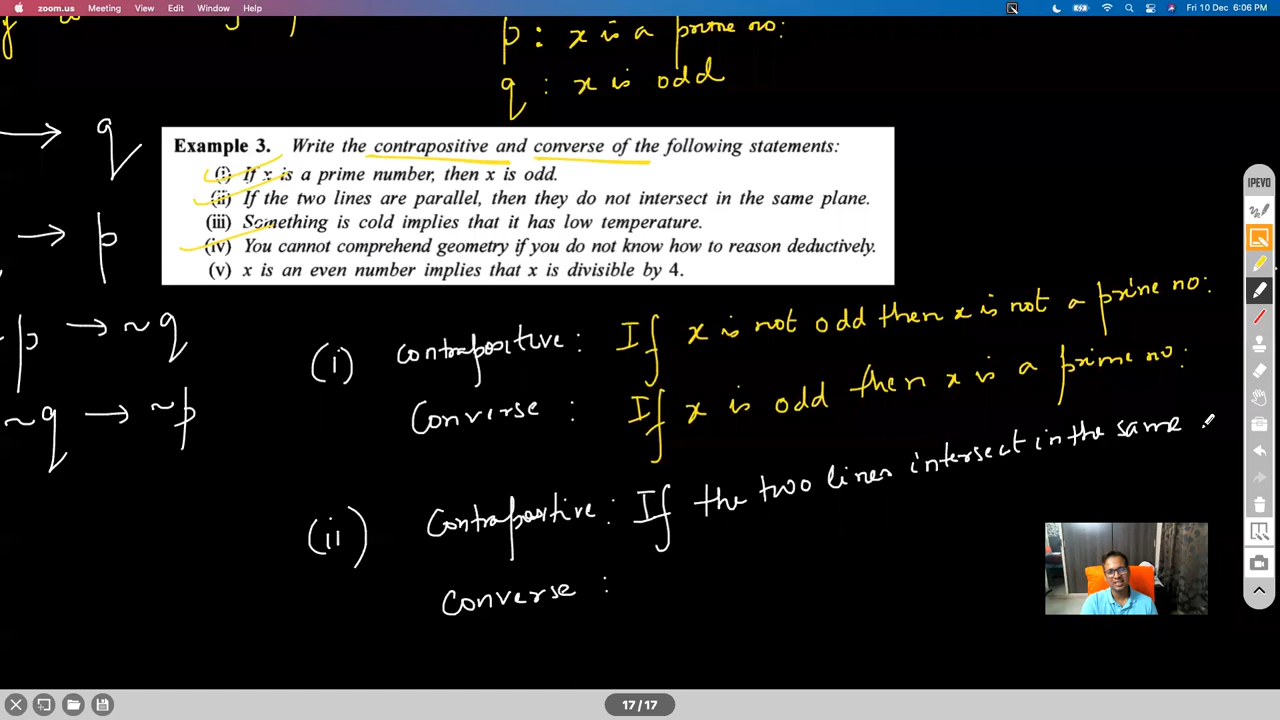 zoom.us Meeting View Edit Window Help Fri 10 Dec 6:06 PM
p : x is a prime no:
q : x is odd
→ q
Example 3. Write the contrapositive and converse of the following statements:
(i) If x is a prime number, then x is odd.
(ii) If the two lines are parallel, then they do not intersect in the same plane.
(iii) Something is cold implies that it has low temperature.
(iv) You cannot comprehend geometry if you do not know how to reason deductively.
(v) x is an even number implies that x is divisible by 4.
→ p
~p → ~q
~q → ~p
(i) Contrapositive : If x is not odd then x is not a prime no:
Converse : If x is odd then x is a prime no:
(ii) Contrapositive : If the two lines intersect in the same
Converse :
IPEVO
17/17